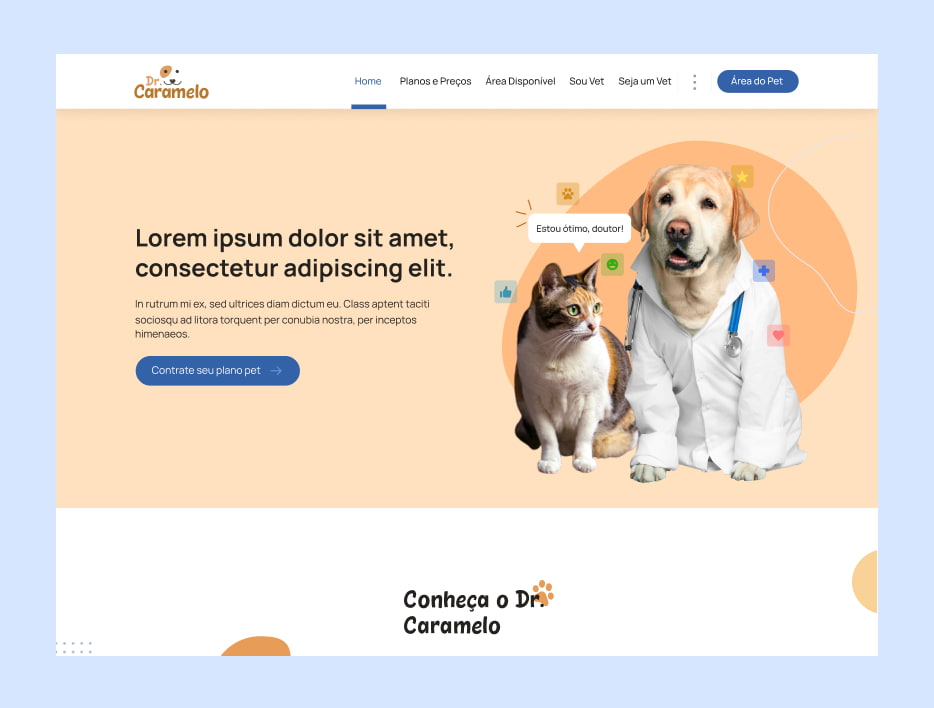 Dr.
Caramelo
Home
Planos e Preços
Área Disponível
Sou Vet
Seja um Vet
Área do Pet
Lorem ipsum dolor sit amet,
consectetur adipiscing elit.
In rutrum mi ex, sed ultrices diam dictum eu. Class aptent taciti
sociosqu ad litora torquent per conubia nostra, per inceptos
himenaeos.
Contrate seu plano pet
Estou ótimo, doutor!
Conheça o Dr.
Caramelo